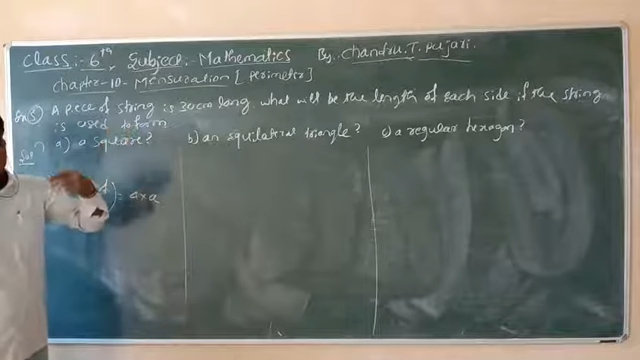 Class:- 6th, Subject:- Mathematics By. Chandru.T. pujari.
Chapter-10- Mensuration [perimeter]
Ex 5) A piece of string is 30cm long. what will be the length of each side if the string
is used to form
Sol a) a square? b) an equilateral triangle? c) a regular hexagon?
= 4×a